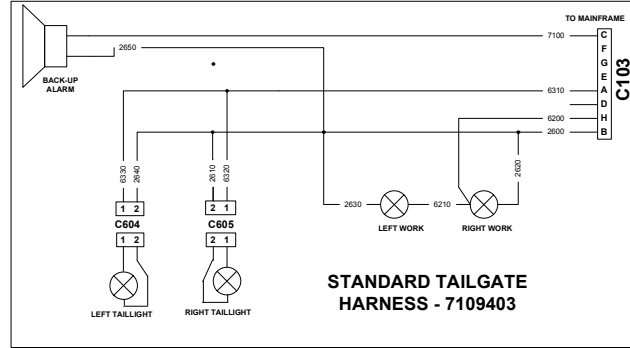 TO MAINFRAME
7100
C
F
G
E
A
D
H
B
C103
2650
BACK-UP
ALARM
6310
6200
2600
6330
2640
2610
6320
2620
1 2
C604
1 2
2 1
C605
2 1
2630
6210
LEFT WORK
RIGHT WORK
LEFT TAILLIGHT
RIGHT TAILLIGHT
STANDARD TAILGATE
HARNESS - 7109403